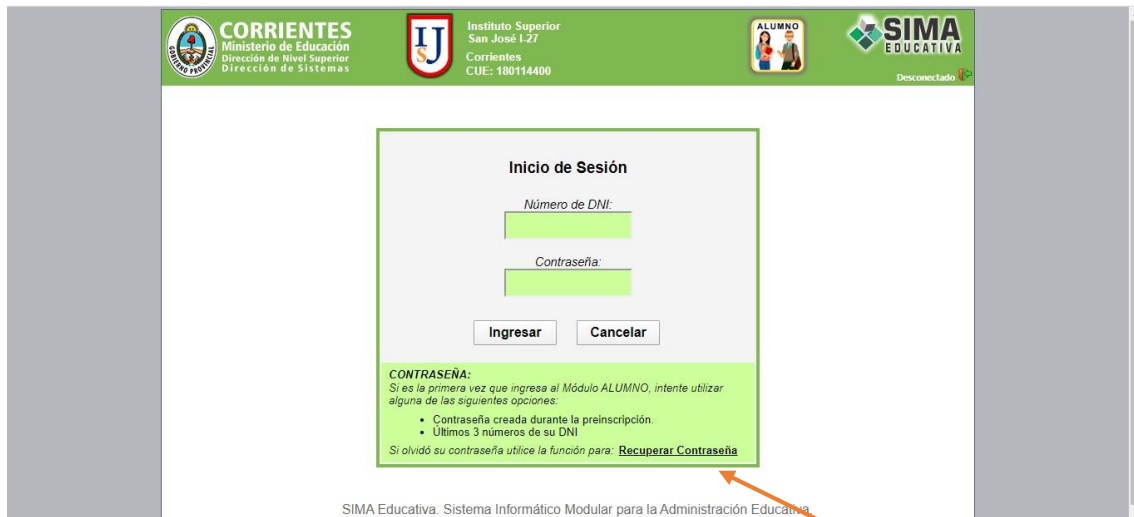 CORRIENTES
Ministerio de Educación
Dirección de Nivel Superior
Dirección de Sistemas
GOBIERNO PROVINCIAL
IJS
Instituto Superior
San José I-27
Corrientes
CUE: 180114400
ALUMNO
SIMA
EDUCATIVA
Desconectado
Inicio de Sesión
Número de DNI:
Contraseña:
Ingresar Cancelar
CONTRASEÑA:
Si es la primera vez que ingresa al Módulo ALUMNO, intente utilizar
alguna de las siguientes opciones:
• Contraseña creada durante la preinscripción.
• Últimos 3 números de su DNI
Si olvidó su contraseña utilice la función para: Recuperar Contraseña
SIMA Educativa. Sistema Informático Modular para la Administración Educativa